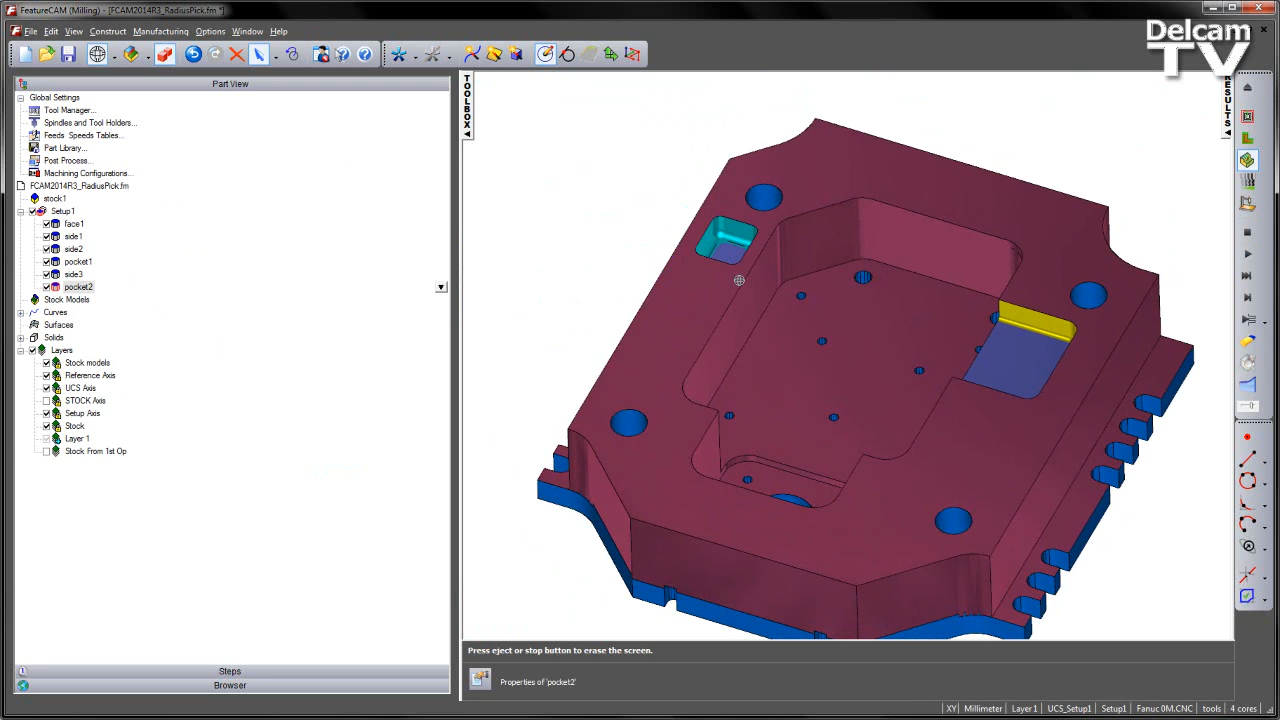 FeatureCAM (Milling) - [FCAM2014R3_RadiusPick.fm *]
File Edit View Construct Manufacturing Options Window Help
Delcam
TV
Part View
Global Settings
Tool Manager...
Spindles and Tool Holders...
Feeds Speeds Tables...
Part Library...
Post Process...
Machining Configurations...
FCAM2014R3_RadiusPick.fm
stock1
Setup1
face1
side1
side2
pocket1
side3
pocket2
Stock Models
Curves
Surfaces
Solids
Layers
Stock models
Reference Axis
UCS Axis
STOCK Axis
Setup Axis
Stock
Layer 1
Stock From 1st Op
Steps
Browser
TOOLBOX
RESULTS
Press eject or stop button to erase the screen.
Properties of 'pocket2'
XY Millimeter Layer 1 UCS_Setup1 Setup1 Fanuc 0M.CNC tools 4 cores